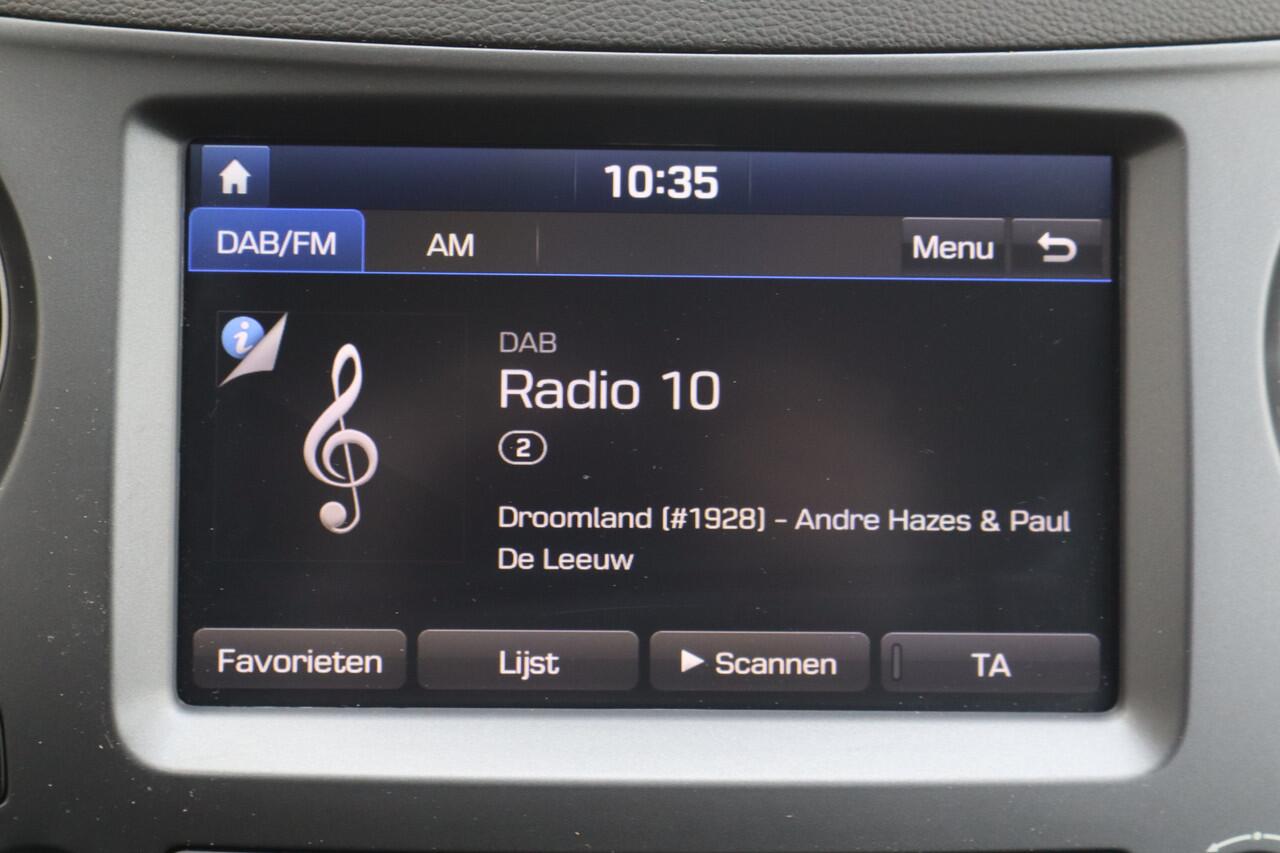 10:35
DAB/FM AM Menu
i
DAB
Radio 10
2
Droomland (#1928) - Andre Hazes & Paul
De Leeuw
Favorieten Lijst Scannen TA